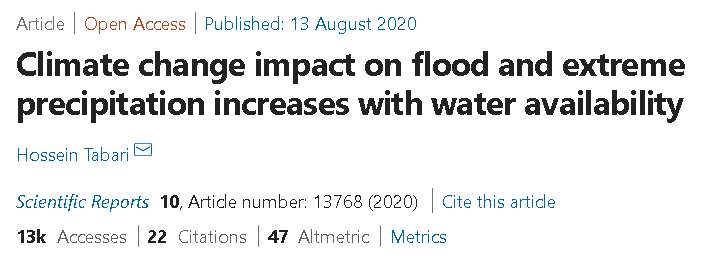 Article | Open Access | Published: 13 August 2020
Climate change impact on flood and extreme
precipitation increases with water availability
Hossein Tabari
Scientific Reports 10, Article number: 13768 (2020) | Cite this article
13k Accesses | 22 Citations | 47 Altmetric | Metrics